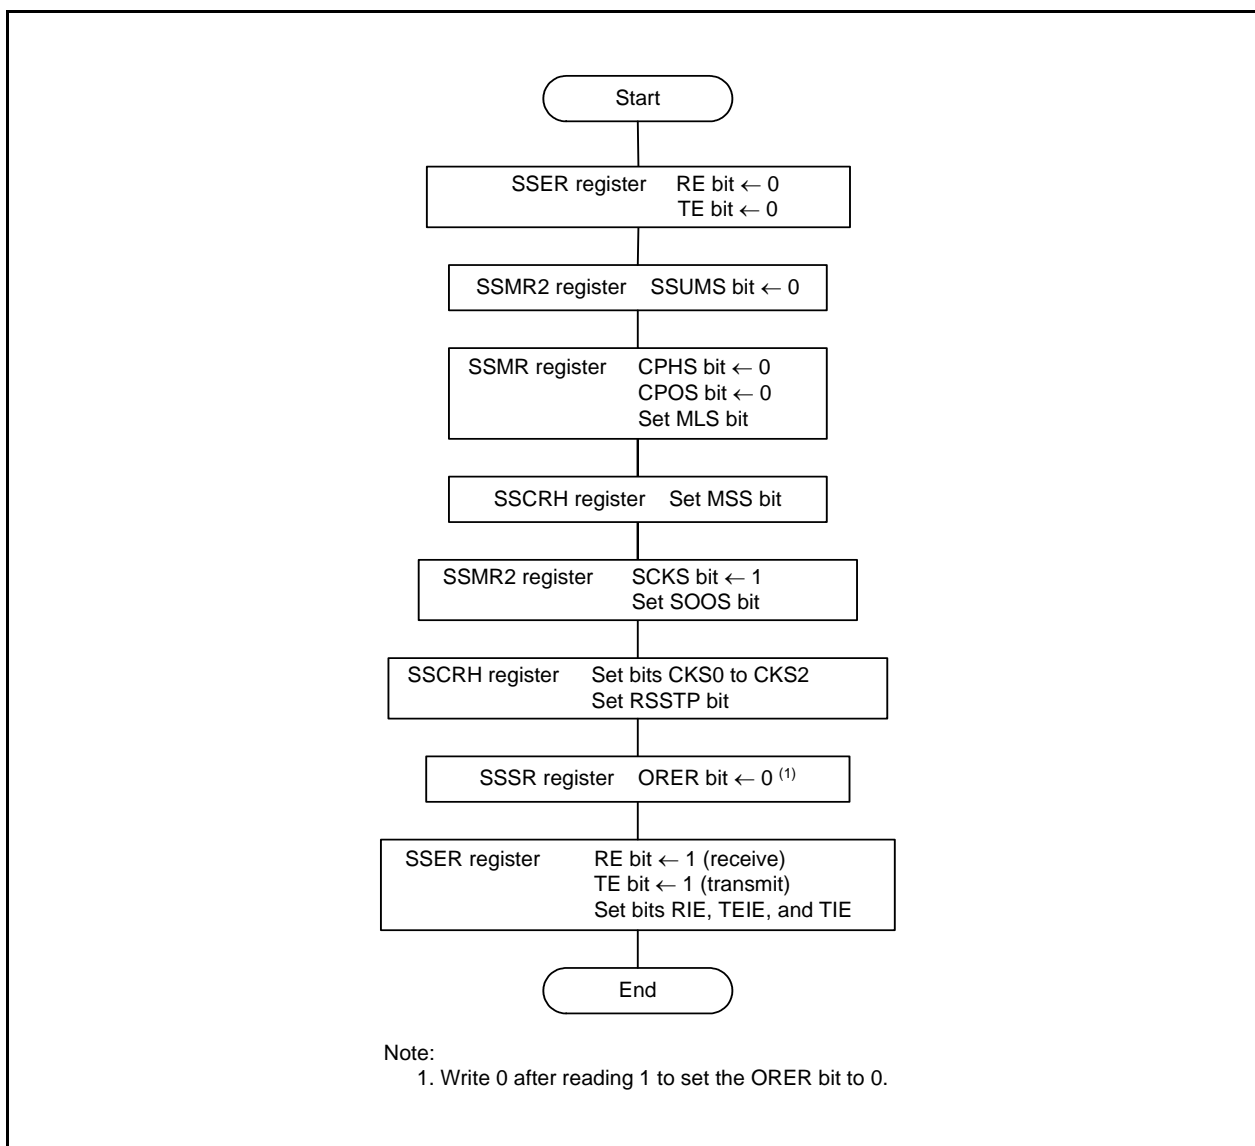 Start
SSER register RE bit ← 0
TE bit ← 0
SSMR2 register SSUMS bit ← 0
SSMR register CPHS bit ← 0
CPOS bit ← 0
Set MLS bit
SSCRH register Set MSS bit
SSMR2 register SCKS bit ← 1
Set SOOS bit
SSCRH register Set bits CKS0 to CKS2
Set RSSTP bit
SSSR register ORER bit ← 0 (1)
SSER register RE bit ← 1 (receive)
TE bit ← 1 (transmit)
Set bits RIE, TEIE, and TIE
End
Note:
1. Write 0 after reading 1 to set the ORER bit to 0.